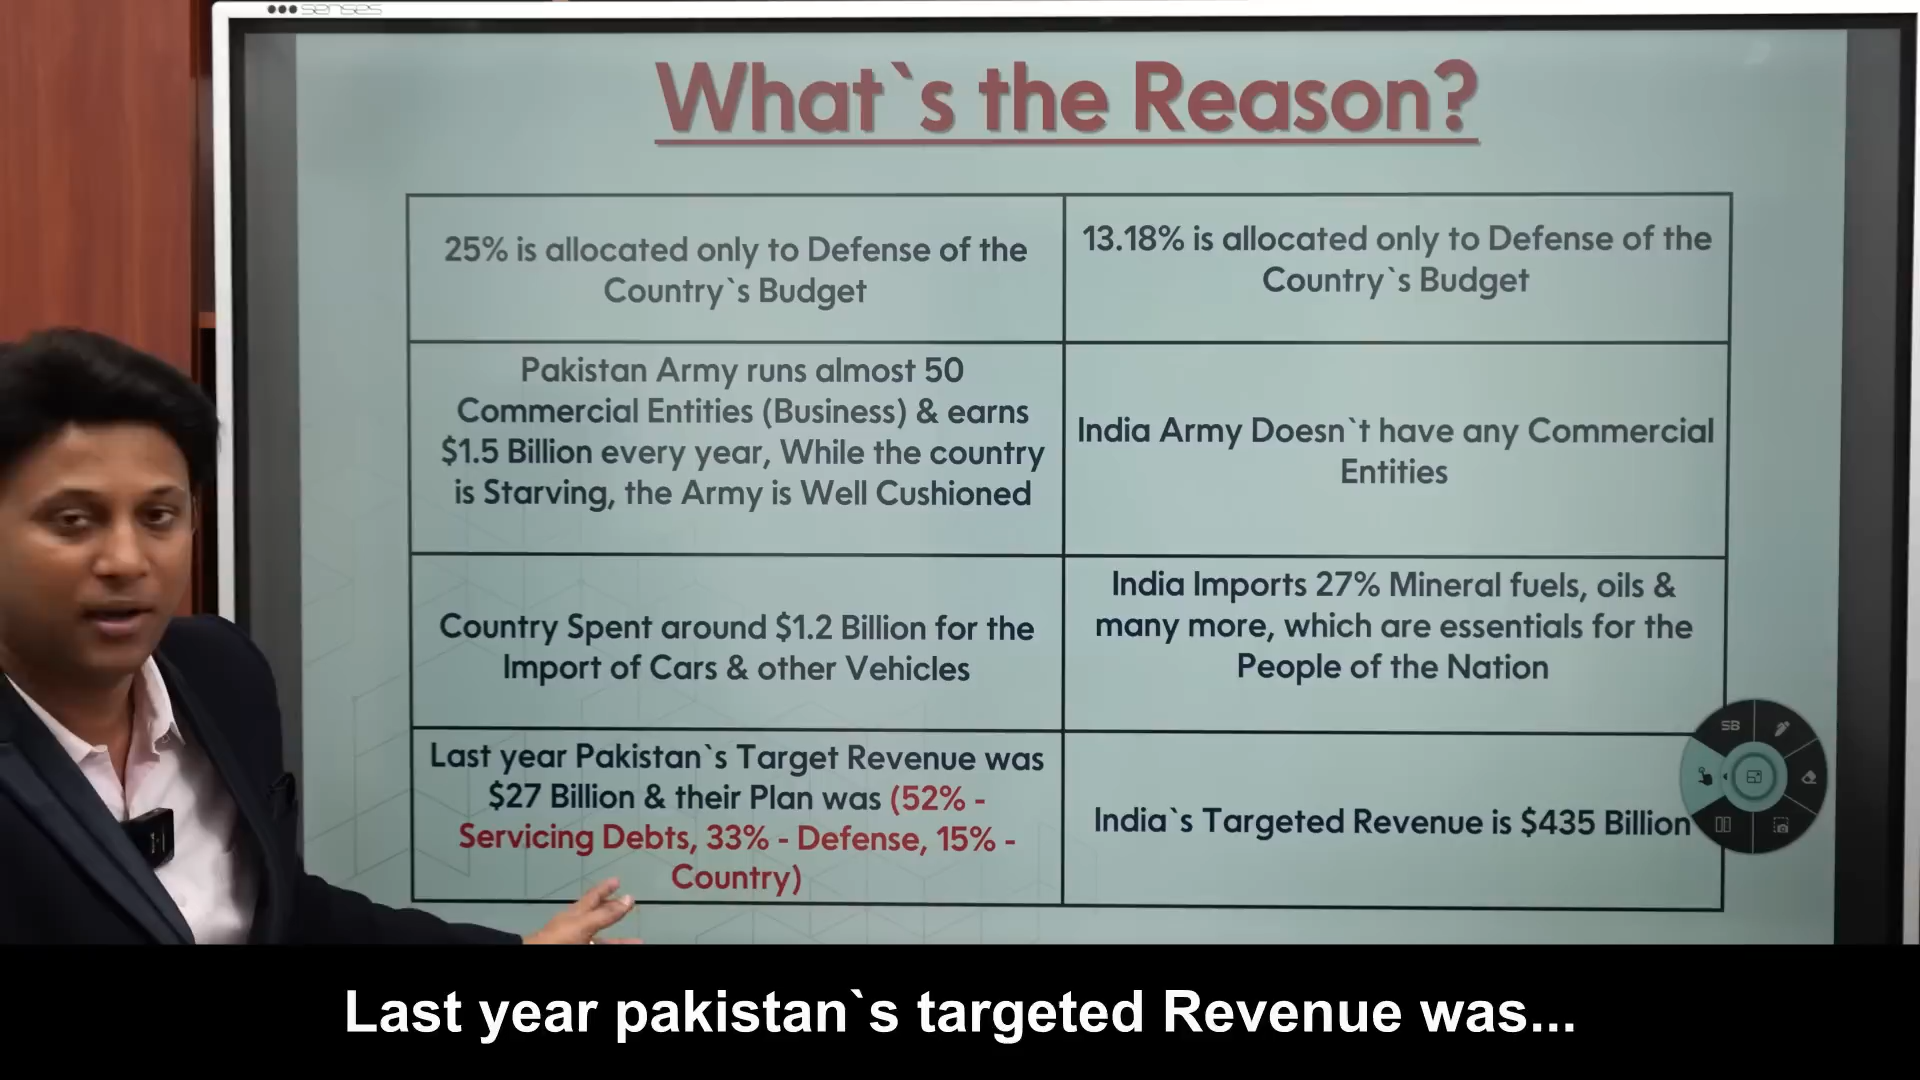 senses
What`s the Reason?
25% is allocated only to Defense of the
Country`s Budget
13.18% is allocated only to Defense of the
Country`s Budget
Pakistan Army runs almost 50
Commercial Entities (Business) & earns
$1.5 Billion every year, While the country
is Starving, the Army is Well Cushioned
India Army Doesn`t have any Commercial
Entities
Country Spent around $1.2 Billion for the
Import of Cars & other Vehicles
India Imports 27% Mineral fuels, oils &
many more, which are essentials for the
People of the Nation
Last year Pakistan`s Target Revenue was
$27 Billion & their Plan was (52% -
Servicing Debts, 33% - Defense, 15% -
Country)
India`s Targeted Revenue is $435 Billion
SB
Last year pakistan`s targeted Revenue was...